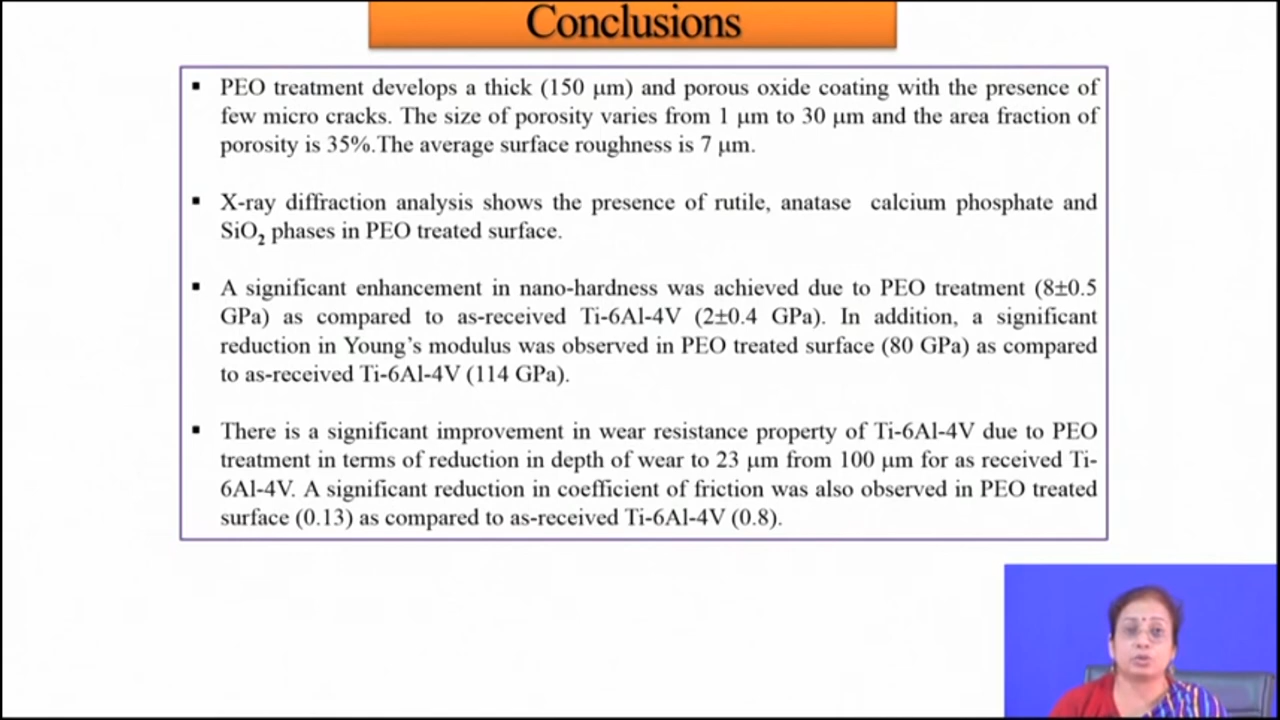 Conclusions
▪ PEO treatment develops a thick (150 μm) and porous oxide coating with the presence of
few micro cracks. The size of porosity varies from 1 μm to 30 μm and the area fraction of
porosity is 35%.The average surface roughness is 7 μm.
▪ X-ray diffraction analysis shows the presence of rutile, anatase calcium phosphate and
SiO₂ phases in PEO treated surface.
▪ A significant enhancement in nano-hardness was achieved due to PEO treatment (8±0.5
GPa) as compared to as-received Ti-6Al-4V (2±0.4 GPa). In addition, a significant
reduction in Young's modulus was observed in PEO treated surface (80 GPa) as compared
to as-received Ti-6Al-4V (114 GPa).
▪ There is a significant improvement in wear resistance property of Ti-6Al-4V due to PEO
treatment in terms of reduction in depth of wear to 23 μm from 100 μm for as received Ti-
6Al-4V. A significant reduction in coefficient of friction was also observed in PEO treated
surface (0.13) as compared to as-received Ti-6Al-4V (0.8).